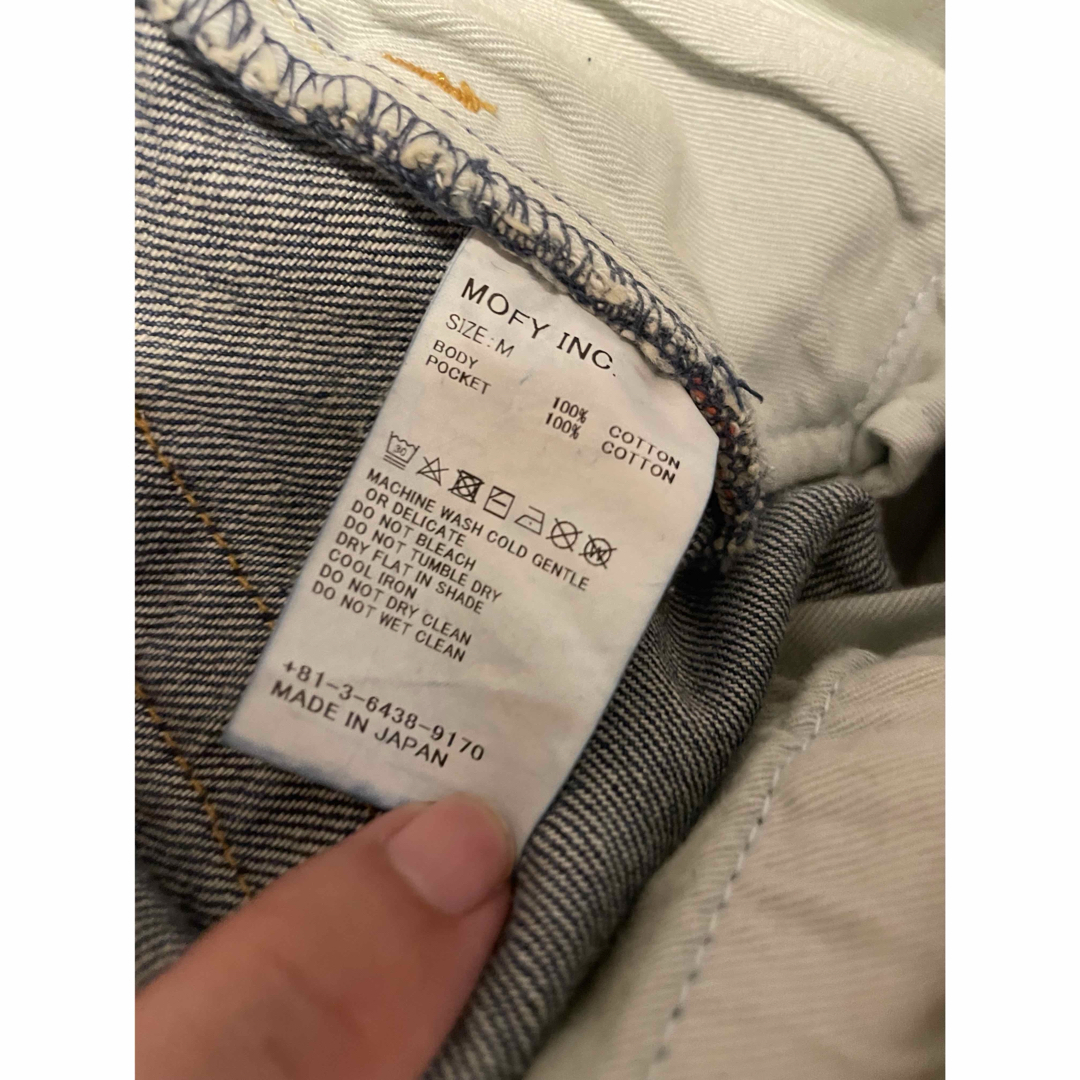 MOFY INC.
SIZE:M
BODY 100% COTTON
POCKET 100% COTTON
30
MACHINE WASH COLD GENTLE
OR DELICATE
DO NOT BLEACH
DO NOT TUMBLE DRY
DRY FLAT IN SHADE
COOL IRON
DO NOT DRY CLEAN
DO NOT WET CLEAN
+81-3-6438-9170
MADE IN JAPAN